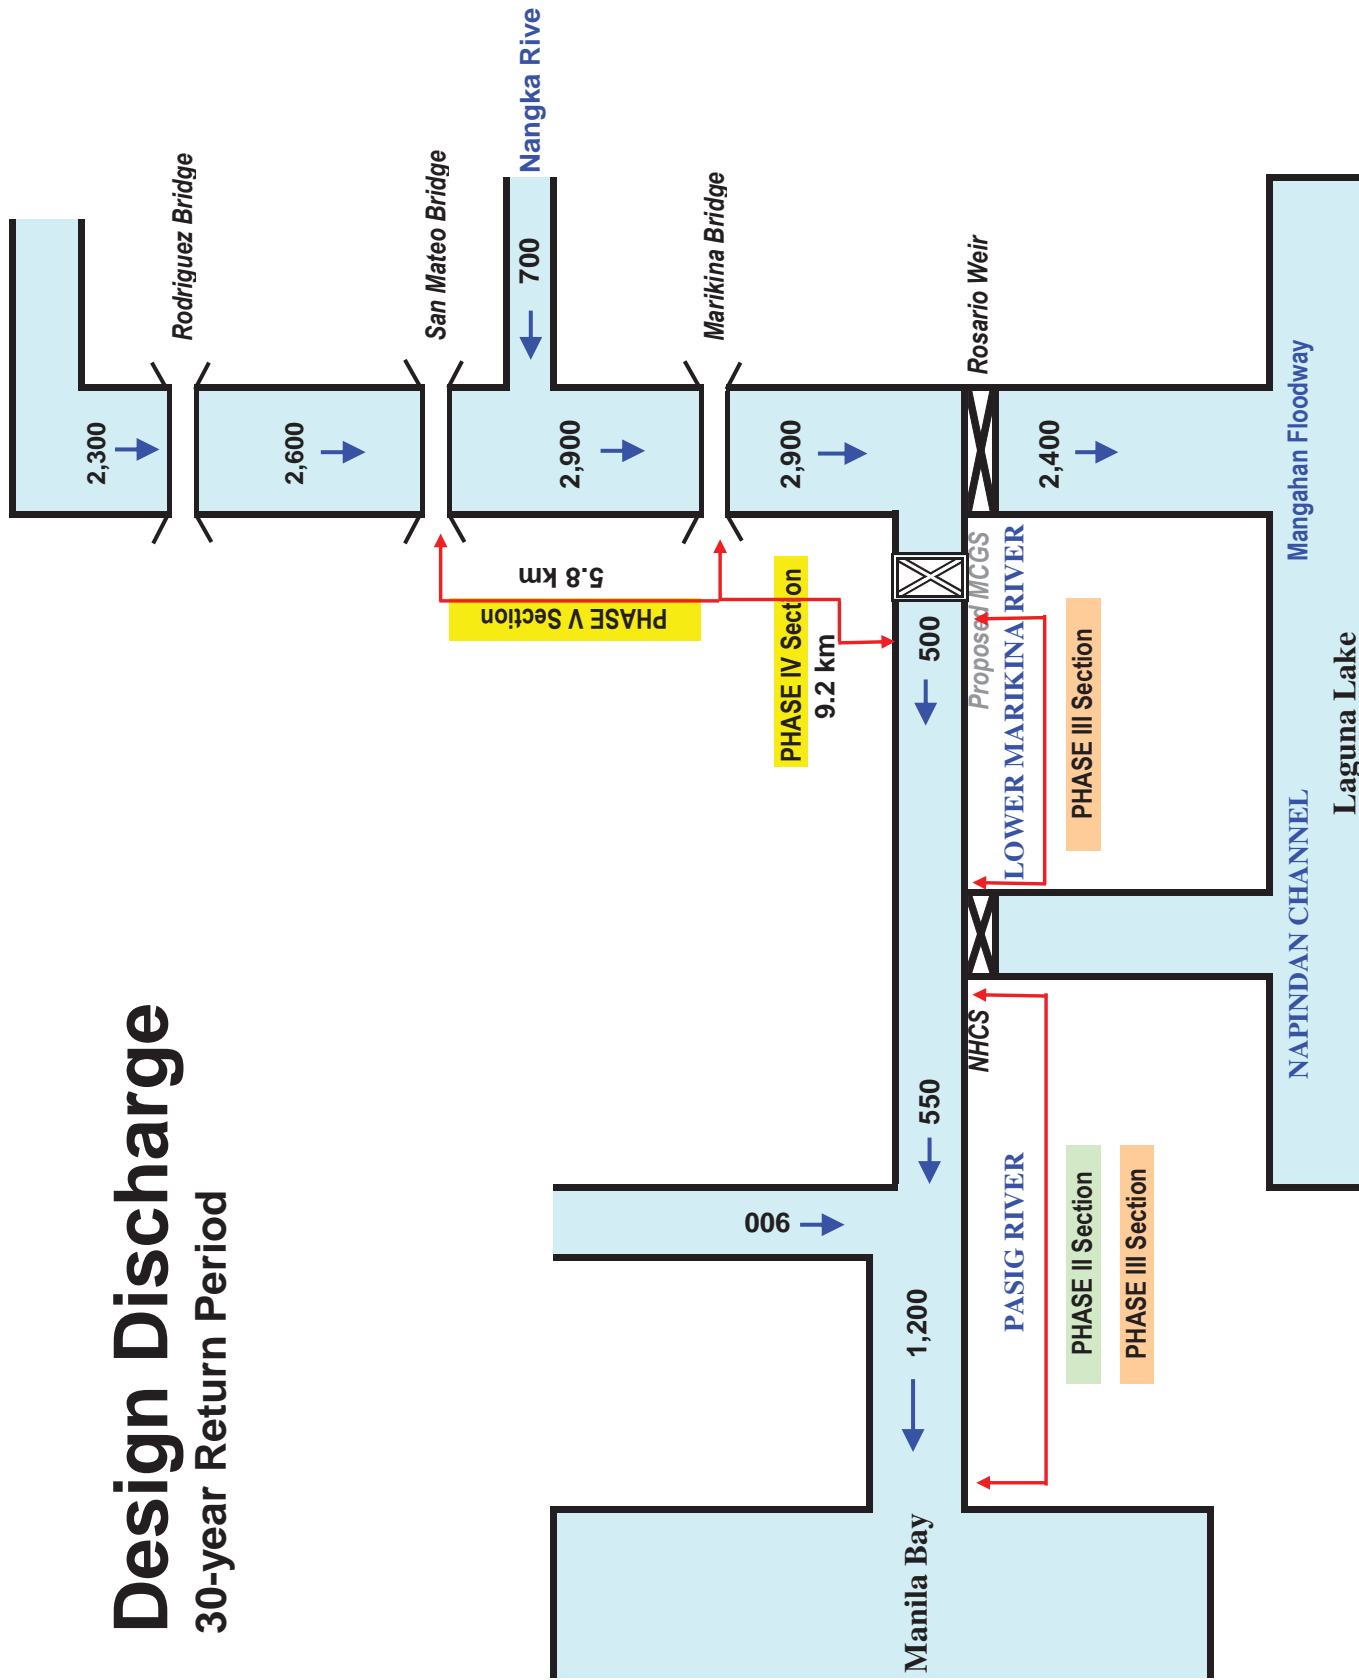 Design Discharge
30-year Return Period
Rodriguez Bridge
San Mateo Bridge
Nangka Rive
Marikina Bridge
Rosario Weir
2,300
2,600
700
2,900
2,900
2,400
5.8 km
PHASE V Section
PHASE IV Section
9.2 km
Proposed MCGS
500
LOWER MARIKINA RIVER
PHASE III Section
Mangahan Floodway
Laguna Lake
NAPINDAN CHANNEL
NHCS
550
900
1,200
PASIG RIVER
PHASE II Section
PHASE III Section
Manila Bay